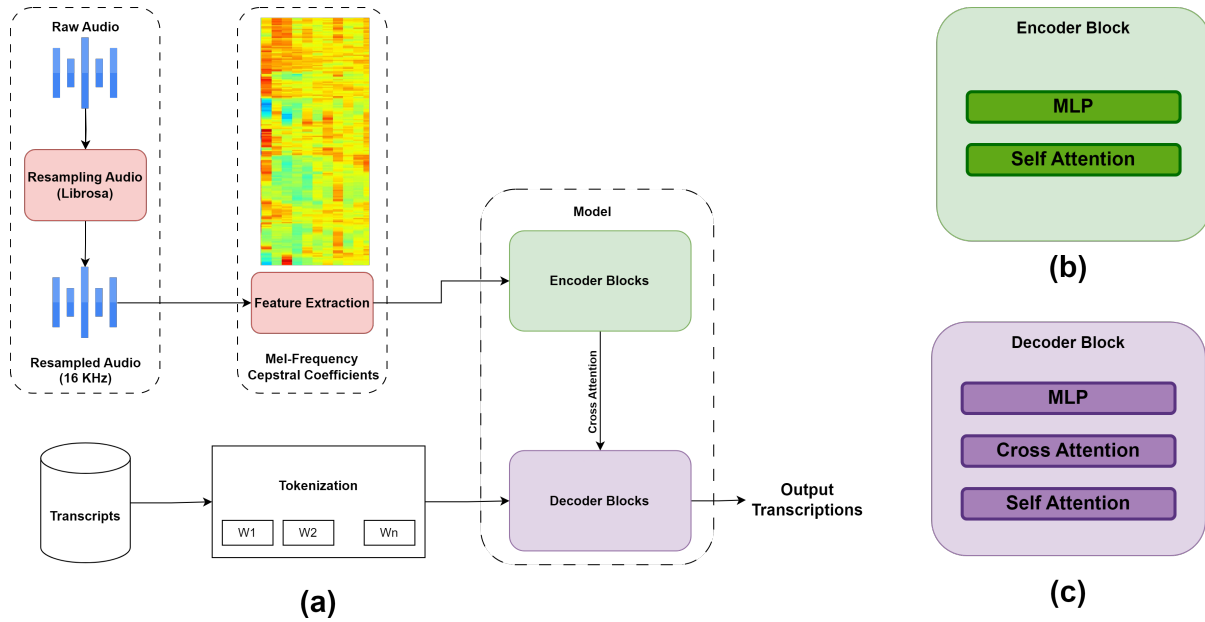 Raw Audio
Resampling Audio
(Librosa)
Resampled Audio
(16 KHz)
Feature Extraction
Mel-Frequency
Cepstral Coefficients
Model
Encoder Blocks
Cross Attention
Decoder Blocks
Transcripts
Tokenization
W1
W2
Wn
Output
Transcriptions
(a)
Encoder Block
MLP
Self Attention
(b)
Decoder Block
MLP
Cross Attention
Self Attention
(c)